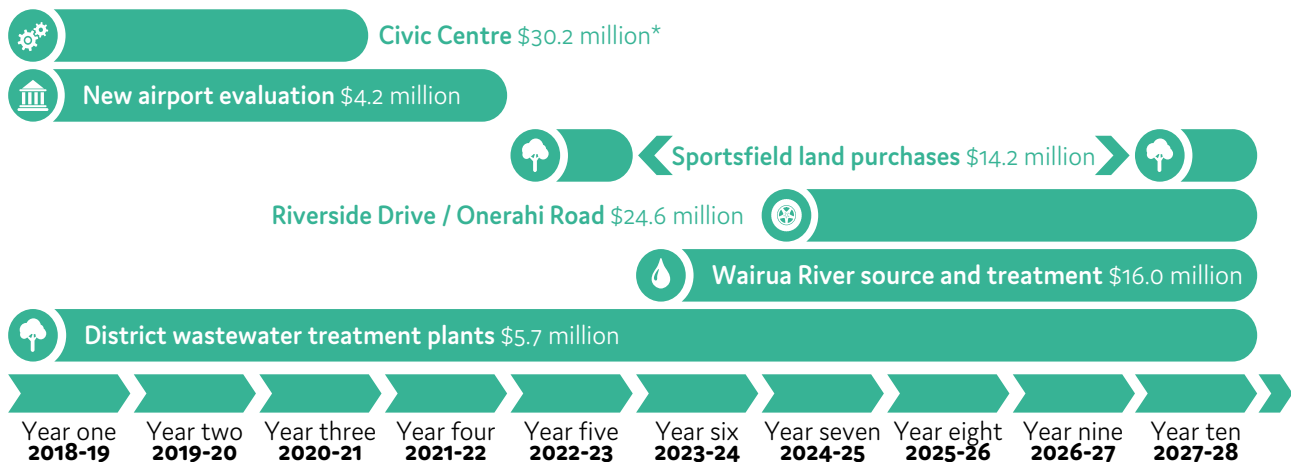 Civic Centre $30.2 million*
New airport evaluation $4.2 million
Sportsfield land purchases $14.2 million
Riverside Drive / Onerahi Road $24.6 million
Wairua River source and treatment $16.0 million
District wastewater treatment plants $5.7 million
Year one Year two Year three Year four Year five Year six Year seven Year eight Year nine Year ten
2018-19 2019-20 2020-21 2021-22 2022-23 2023-24 2024-25 2025-26 2026-27 2027-28